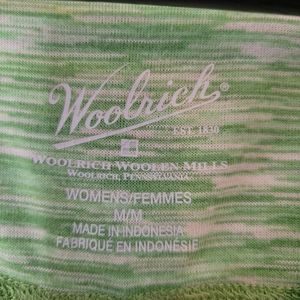 Woolrich®
EST. 1830
WOOLRICH WOOLEN MILLS
WOOLRICH, PENNSYLVANIA
WOMENS/FEMMES
M/M
MADE IN INDONESIA
FABRIQUÉ EN INDONÉSIE